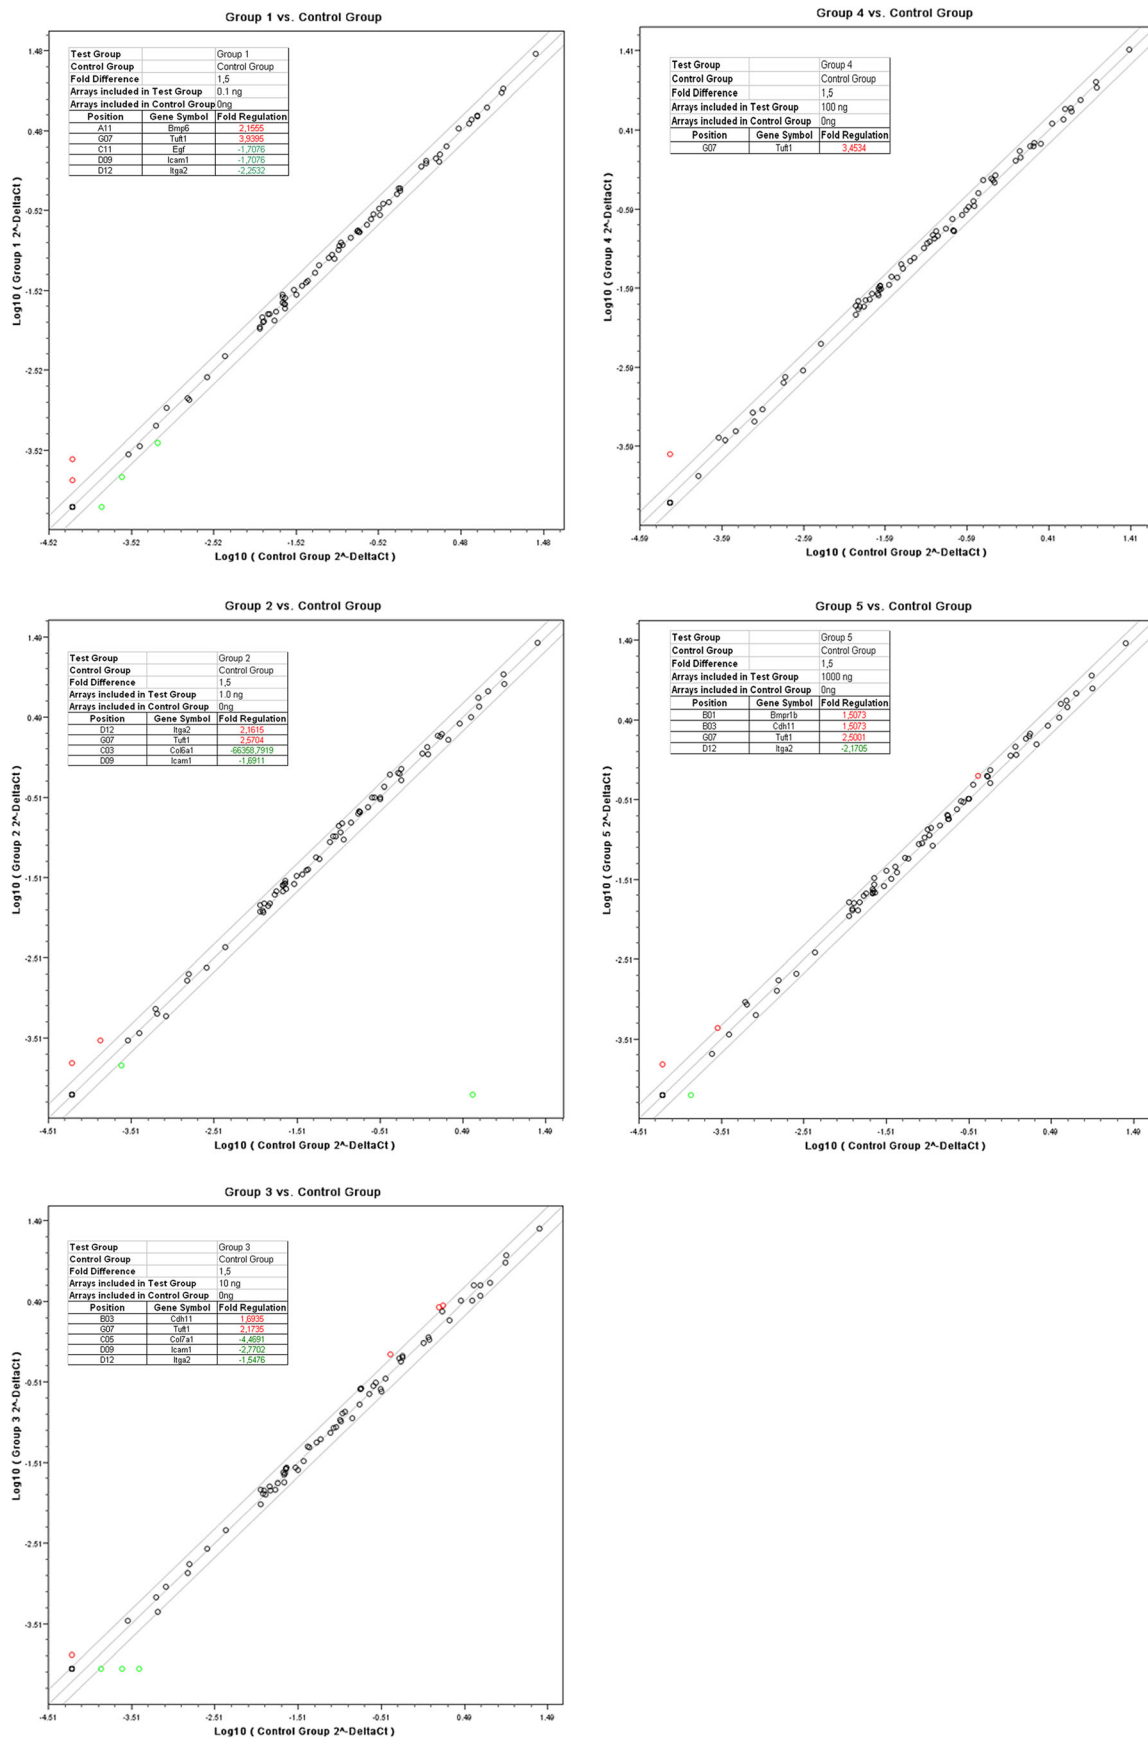 Group 1 vs. Control Group
Test Group Group 1
Control Group Control Group
Fold Difference 1,5
Arrays included in Test Group 0.1 ng
Arrays included in Control Group 0ng
Position Gene Symbol Fold Regulation
A11 Bmp6 2,1555
G07 Tuft1 3,9395
C11 Egf -1,7076
D09 Icam1 -1,7076
D12 Itga2 -2,2532
Log10 ( Group 1 2^-DeltaCt )
1.48
0.48
-0.52
-1.52
-2.52
-3.52
-4.52 -3.52 -2.52 -1.52 -0.52 0.48 1.48
Log10 ( Control Group 2^-DeltaCt )
Group 4 vs. Control Group
Test Group Group 4
Control Group Control Group
Fold Difference 1,5
Arrays included in Test Group 100 ng
Arrays included in Control Group 0ng
Position Gene Symbol Fold Regulation
G07 Tuft1 3,4534
Log10 ( Group 4 2^-DeltaCt )
1.41
0.41
-0.59
-1.59
-2.59
-3.59
-4.59 -3.59 -2.59 -1.59 -0.59 0.41 1.41
Log10 ( Control Group 2^-DeltaCt )
Group 2 vs. Control Group
Test Group Group 2
Control Group Control Group
Fold Difference 1,5
Arrays included in Test Group 1.0 ng
Arrays included in Control Group 0ng
Position Gene Symbol Fold Regulation
D12 Itga2 2,1615
G07 Tuft1 2,5704
C03 Col6a1 -66358,7919
D09 Icam1 -1,6911
Log10 ( Group 2 2^-DeltaCt )
1.49
0.49
-0.51
-1.51
-2.51
-3.51
-4.51 -3.51 -2.51 -1.51 -0.51 0.49 1.49
Log10 ( Control Group 2^-DeltaCt )
Group 5 vs. Control Group
Test Group Group 5
Control Group Control Group
Fold Difference 1,5
Arrays included in Test Group 1000 ng
Arrays included in Control Group 0ng
Position Gene Symbol Fold Regulation
B01 Bmpr1b 1,5073
B03 Cdh11 1,5073
G07 Tuft1 2,5001
D12 Itga2 -2,1705
Log10 ( Group 5 2^-DeltaCt )
1.49
0.49
-0.51
-1.51
-2.51
-3.51
-4.51 -3.51 -2.51 -1.51 -0.51 0.49 1.49
Log10 ( Control Group 2^-DeltaCt )
Group 3 vs. Control Group
Test Group Group 3
Control Group Control Group
Fold Difference 1,5
Arrays included in Test Group 10 ng
Arrays included in Control Group 0ng
Position Gene Symbol Fold Regulation
B03 Cdh11 1,6935
G07 Tuft1 2,1735
C05 Col7a1 -4,4691
D09 Icam1 -2,7702
D12 Itga2 -1,5476
Log10 ( Group 3 2^-DeltaCt )
1.49
0.49
-0.51
-1.51
-2.51
-3.51
-4.51 -3.51 -2.51 -1.51 -0.51 0.49 1.49
Log10 ( Control Group 2^-DeltaCt )